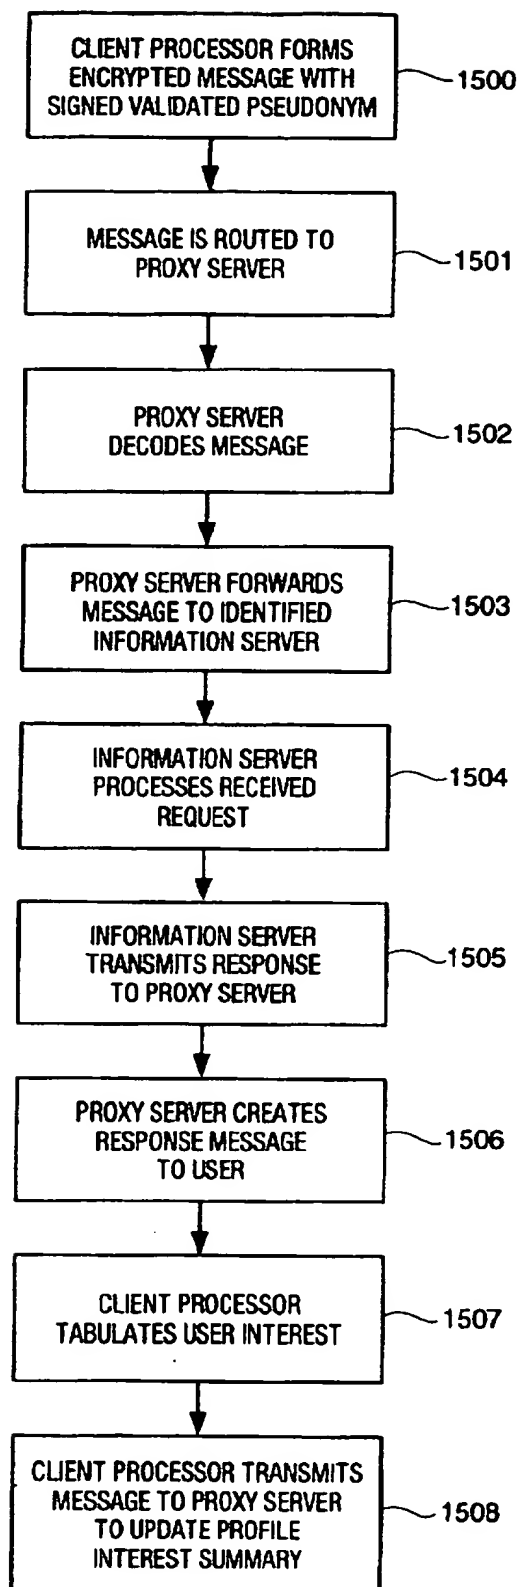 CLIENT PROCESSOR FORMS
ENCRYPTED MESSAGE WITH
SIGNED VALIDATED PSEUDONYM
1500
MESSAGE IS ROUTED TO
PROXY SERVER
1501
PROXY SERVER
DECODES MESSAGE
1502
PROXY SERVER FORWARDS
MESSAGE TO IDENTIFIED
INFORMATION SERVER
1503
INFORMATION SERVER
PROCESSES RECEIVED
REQUEST
1504
INFORMATION SERVER
TRANSMITS RESPONSE
TO PROXY SERVER
1505
PROXY SERVER CREATES
RESPONSE MESSAGE
TO USER
1506
CLIENT PROCESSOR
TABULATES USER INTEREST
1507
CLIENT PROCESSOR TRANSMITS
MESSAGE TO PROXY SERVER
TO UPDATE PROFILE
INTEREST SUMMARY
1508